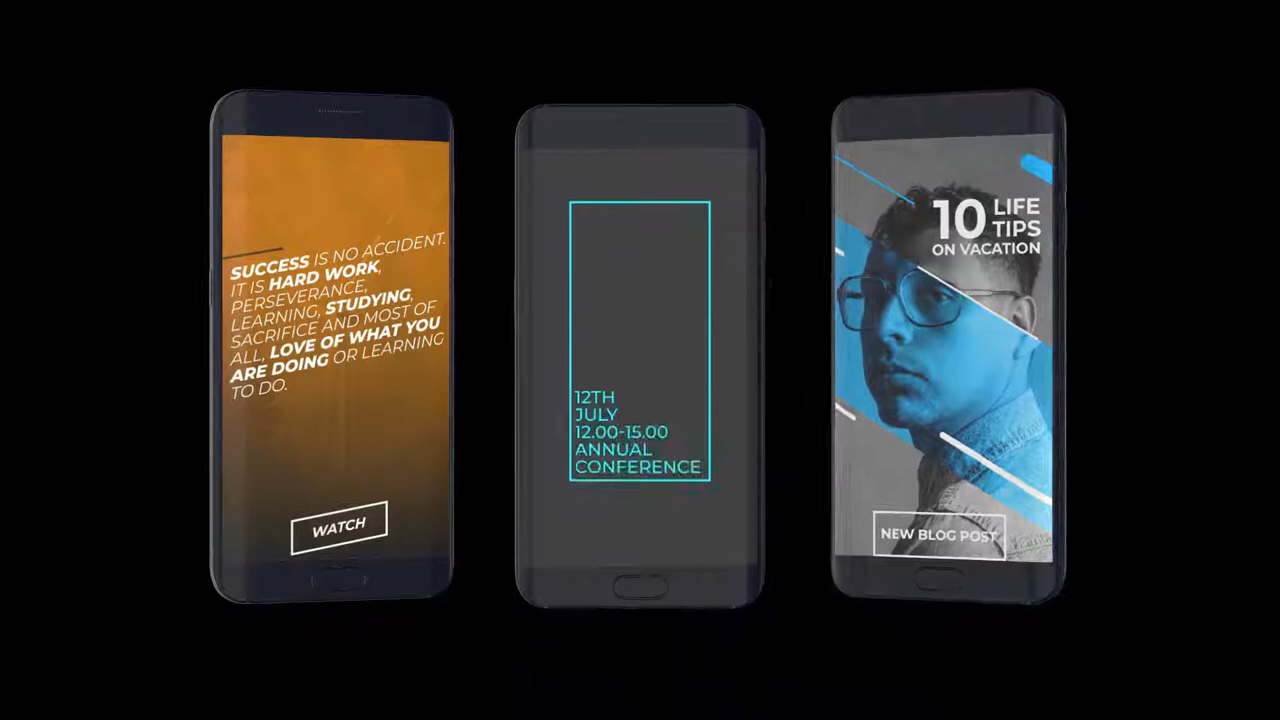 SUCCESS IS NO ACCIDENT.
IT IS HARD WORK,
PERSEVERANCE,
LEARNING, STUDYING,
SACRIFICE AND MOST OF
ALL, LOVE OF WHAT YOU
ARE DOING OR LEARNING
TO DO.
WATCH
12TH
JULY
12.00-15.00
ANNUAL
CONFERENCE
10 LIFE
TIPS
ON VACATION
NEW BLOG POST